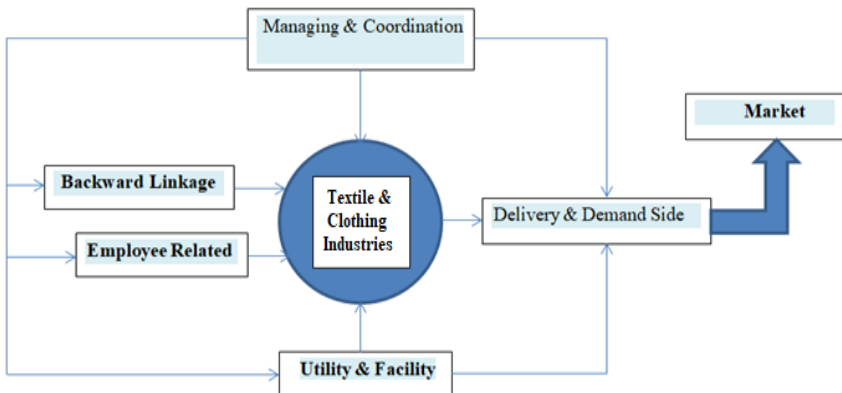 Managing & Coordination
Market
Backward Linkage
Textile &
Clothing
Industries
Delivery & Demand Side
Employee Related
Utility & Facility